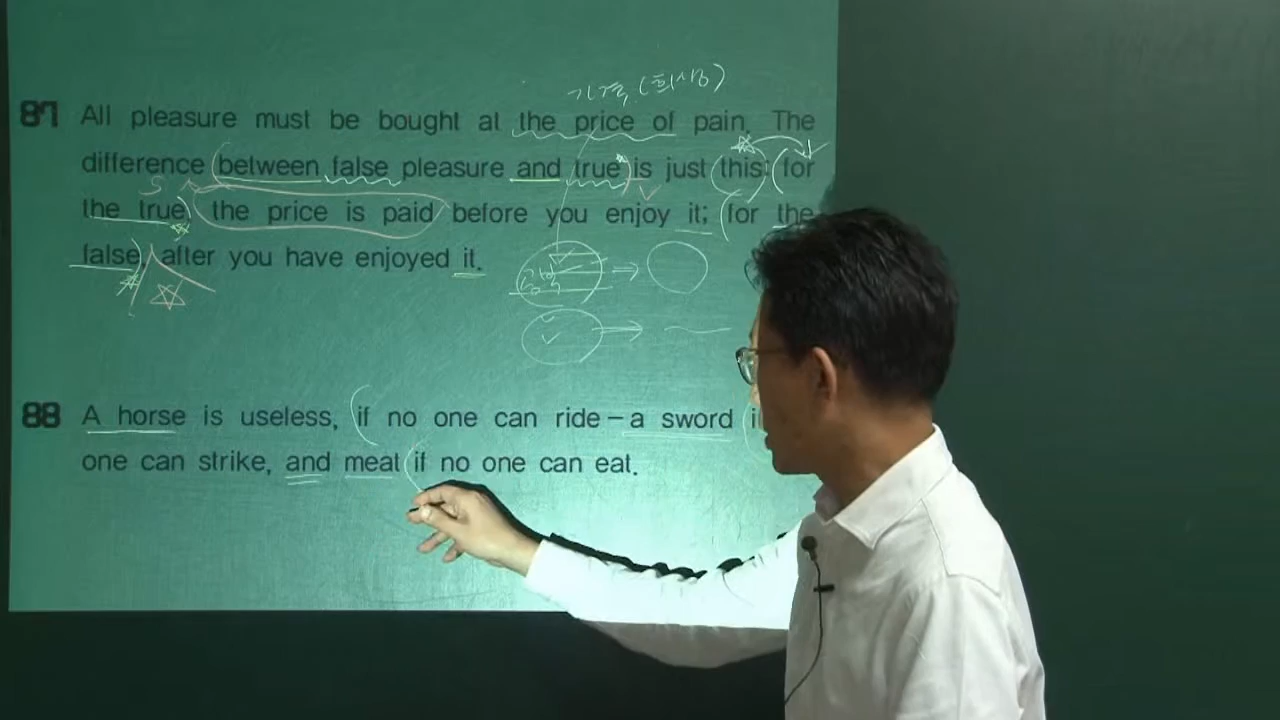 가격 (희생)
87 All pleasure must be bought at the price of pain. The
difference between false pleasure and true is just this: for
the true, the price is paid before you enjoy it; for the
false, after you have enjoyed it.
S
V
88 A horse is useless, if no one can ride – a sword
one can strike, and meat if no one can eat.